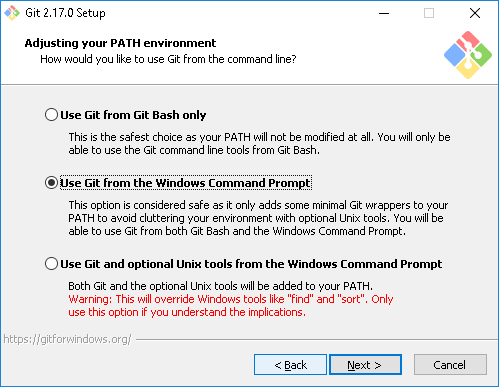 Git 2.17.0 Setup
Adjusting your PATH environment
How would you like to use Git from the command line?
Use Git from Git Bash only
This is the safest choice as your PATH will not be modified at all. You will only be
able to use the Git command line tools from Git Bash.
Use Git from the Windows Command Prompt
This option is considered safe as it only adds some minimal Git wrappers to your
PATH to avoid cluttering your environment with optional Unix tools. You will be
able to use Git from both Git Bash and the Windows Command Prompt.
Use Git and optional Unix tools from the Windows Command Prompt
Both Git and the optional Unix tools will be added to your PATH.
Warning: This will override Windows tools like "find" and "sort". Only
use this option if you understand the implications.
https://gitforwindows.org/
< Back
Next >
Cancel